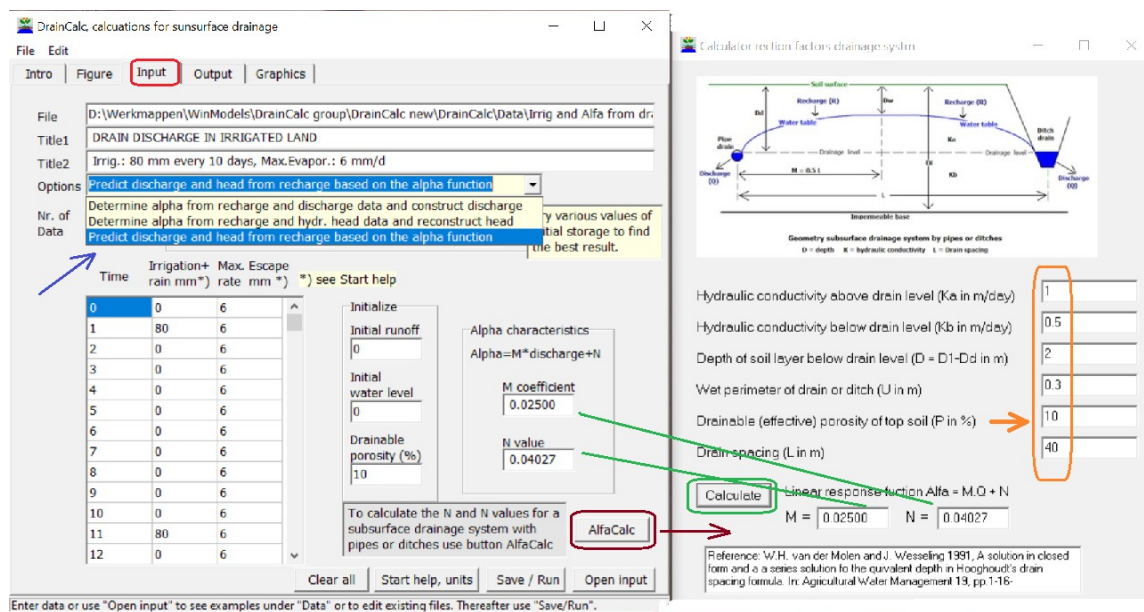 DrainCalc, calcuations for sunsurface drainage
File Edit
Intro Figure Input Output Graphics
File D:\Werkmappen\WinModels\DrainCalc group\DrainCalc new\DrainCalc\Data\Irrig and Alfa from dra
Title1 DRAIN DISCHARGE IN IRRIGATED LAND
Title2 Irrig.: 80 mm every 10 days, Max.Evapor.: 6 mm/d
Options Predict discharge and head from recharge based on the alpha function
Determine alpha from recharge and discharge data and construct discharge
Determine alpha from recharge and hydr. head data and reconstruct head
Predict discharge and head from recharge based on the alpha function
Nr. of
Data
ry various values of
itial storage to find
the best result.
Time Irrigation+ Max. Escape
rain mm*) rate mm *) *) see Start help
0 0 6
1 80 6
2 0 6
3 0 6
4 0 6
5 0 6
6 0 6
7 0 6
8 0 6
9 0 6
10 0 6
11 80 6
12 0 6
Initialize
Initial runoff
0
Initial
water level
0
Drainable
porosity (%)
10
Alpha characteristics
Alpha=M*discharge+N
M coefficient
0.02500
N value
0.04027
To calculate the N and N values for a
subsurface drainage system with
pipes or ditches use button AlfaCalc
AlfaCalc
Clear all Start help, units Save / Run Open input
Enter data or use "Open input" to see examples under "Data" or to edit existing files. Thereafter use "Save/Run".
Calculator rection factors drainage systm
Soil surface
Recharge (R) Dw Recharge (R)
Dd
Water table Water table
Pipe
drain
Ditch
drain
Ka
Drainage level Drainage level
Di
M = 0.5 L Kb
Discharge
(Q)
Discharge
(Q)
L
Impermeable base
Geometry subsurface drainage system by pipes or ditches
D = depth K = hydraulic conductivity L = Drain spacing
Hydraulic conductivity above drain level (Ka in m/day) 1
Hydraulic conductivity below drain level (Kb in m/day) 0.5
Depth of soil layer below drain level (D = D1-Dd in m) 2
Wet perimeter of drain or ditch (U in m) 0.3
Drainable (effective) porosity of top soil (P in %) 10
Drain spacing (L in m) 40
Calculate Linear response fuction Alfa = M.Q + N
M = 0.02500 N = 0.04027
Reference: W.H. van der Molen and J. Wesseling 1991, A solution in closed
form and a a series solution fo the quivalent depth in Hooghoudt's drain
spacing formula. In: Agricultural Water Management 19, pp.1-16-